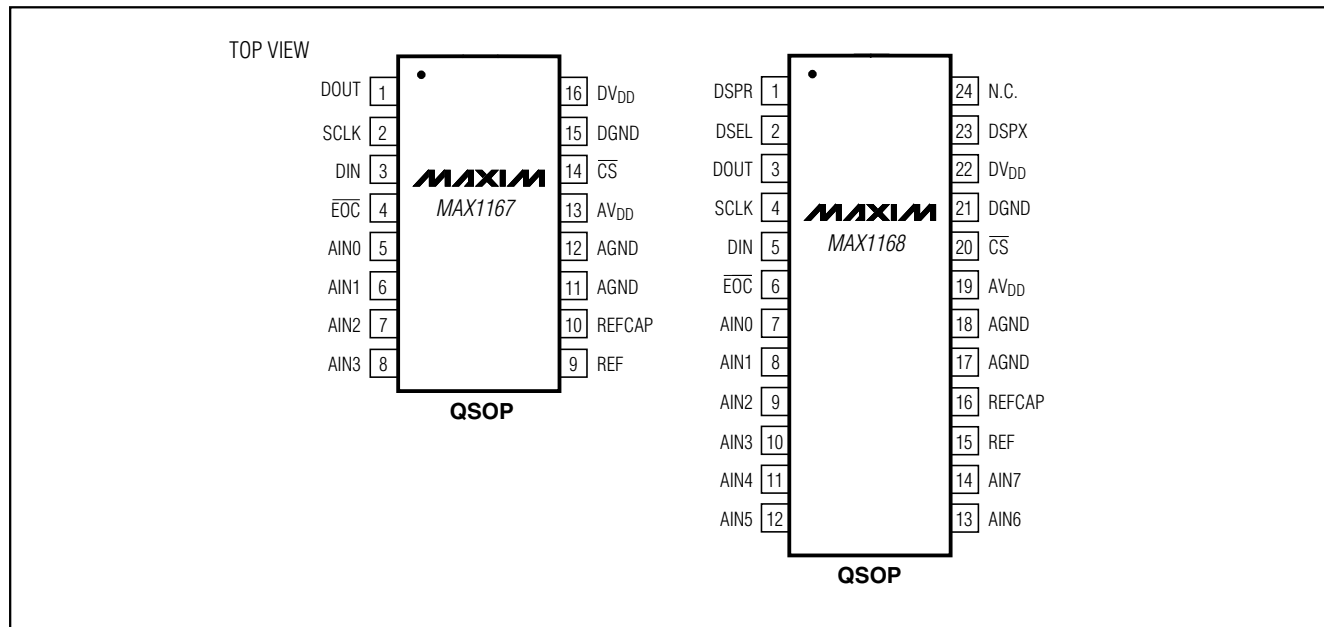 TOP VIEW
DOUT 1
SCLK 2
DIN 3
E̅O̅C̅ 4
AIN0 5
AIN1 6
AIN2 7
AIN3 8
MAXIM
MAX1167
16 DVDD
15 DGND
14 C̅S̅
13 AVDD
12 AGND
11 AGND
10 REFCAP
9 REF
QSOP
DSPR 1
DSEL 2
DOUT 3
SCLK 4
DIN 5
E̅O̅C̅ 6
AIN0 7
AIN1 8
AIN2 9
AIN3 10
AIN4 11
AIN5 12
MAXIM
MAX1168
24 N.C.
23 DSPX
22 DVDD
21 DGND
20 C̅S̅
19 AVDD
18 AGND
17 AGND
16 REFCAP
15 REF
14 AIN7
13 AIN6
QSOP